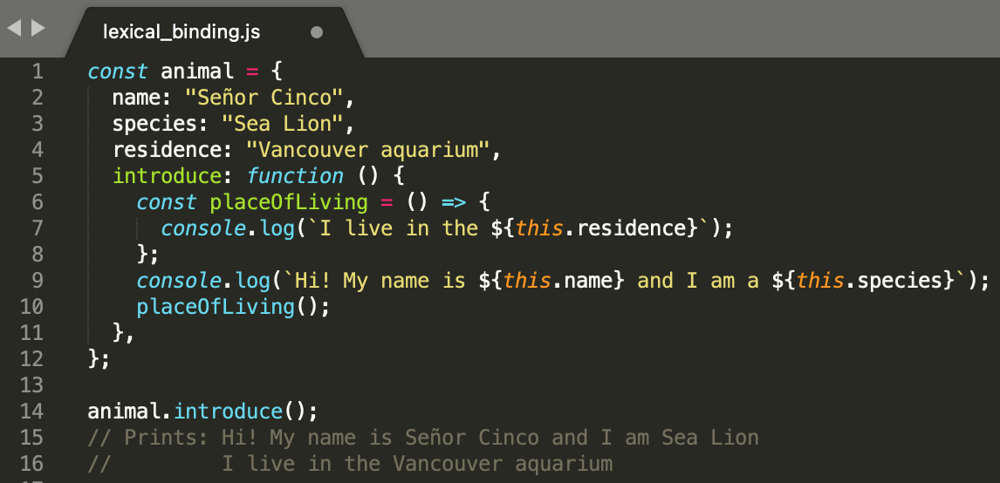 lexical_binding.js
1 const animal = {
2 name: "Señor Cinco",
3 species: "Sea Lion",
4 residence: "Vancouver aquarium",
5 introduce: function () {
6 const placeOfLiving = () => {
7 console.log(`I live in the ${this.residence}`);
8 };
9 console.log(`Hi! My name is ${this.name} and I am a ${this.species}`);
10 placeOfLiving();
11 },
12 };
13
14 animal.introduce();
15 // Prints: Hi! My name is Señor Cinco and I am Sea Lion
16 // I live in the Vancouver aquarium